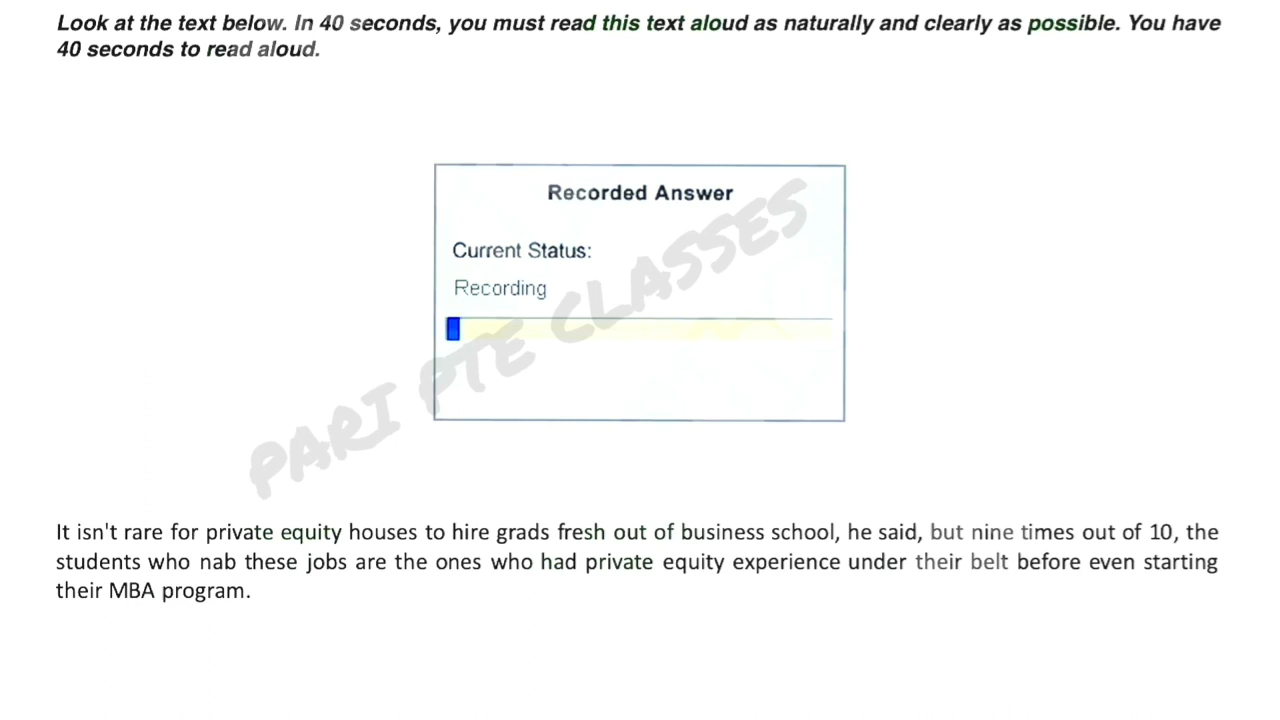 Look at the text below. In 40 seconds, you must read this text aloud as naturally and clearly as possible. You have
40 seconds to read aloud.
Recorded Answer
Current Status:
Recording
PARI PTE CLASSES
It isn't rare for private equity houses to hire grads fresh out of business school, he said, but nine times out of 10, the
students who nab these jobs are the ones who had private equity experience under their belt before even starting
their MBA program.